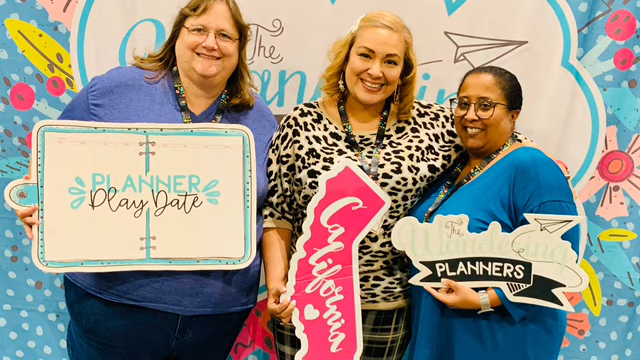 The
PLANNER
Play Date
California
The
Wandering
PLANNERS